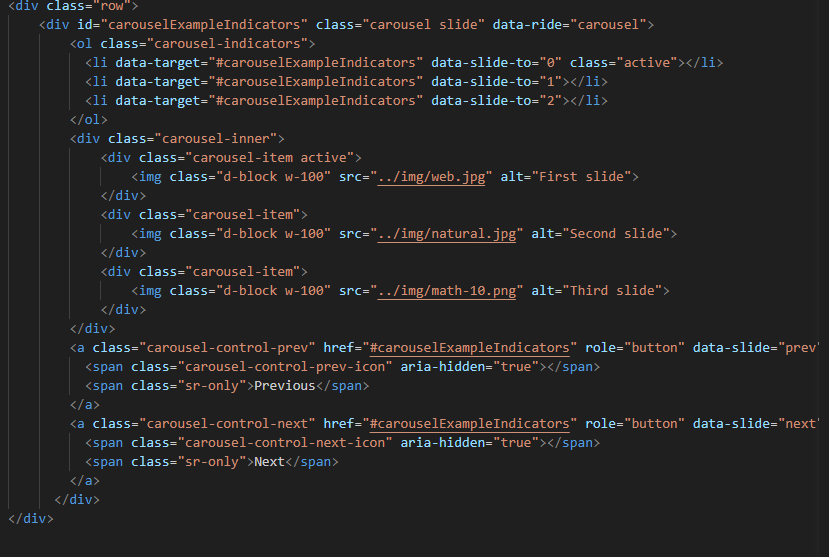 <div class="row">
<div id="carouselExampleIndicators" class="carousel slide" data-ride="carousel">
<ol class="carousel-indicators">
<li data-target="#carouselExampleIndicators" data-slide-to="0" class="active"></li>
<li data-target="#carouselExampleIndicators" data-slide-to="1"></li>
<li data-target="#carouselExampleIndicators" data-slide-to="2"></li>
</ol>
<div class="carousel-inner">
<div class="carousel-item active">
<img class="d-block w-100" src="../img/web.jpg" alt="First slide">
</div>
<div class="carousel-item">
<img class="d-block w-100" src="../img/natural.jpg" alt="Second slide">
</div>
<div class="carousel-item">
<img class="d-block w-100" src="../img/math-10.png" alt="Third slide">
</div>
</div>
<a class="carousel-control-prev" href="#carouselExampleIndicators" role="button" data-slide="prev"
<span class="carousel-control-prev-icon" aria-hidden="true"></span>
<span class="sr-only">Previous</span>
</a>
<a class="carousel-control-next" href="#carouselExampleIndicators" role="button" data-slide="next"
<span class="carousel-control-next-icon" aria-hidden="true"></span>
<span class="sr-only">Next</span>
</a>
</div>
</div>